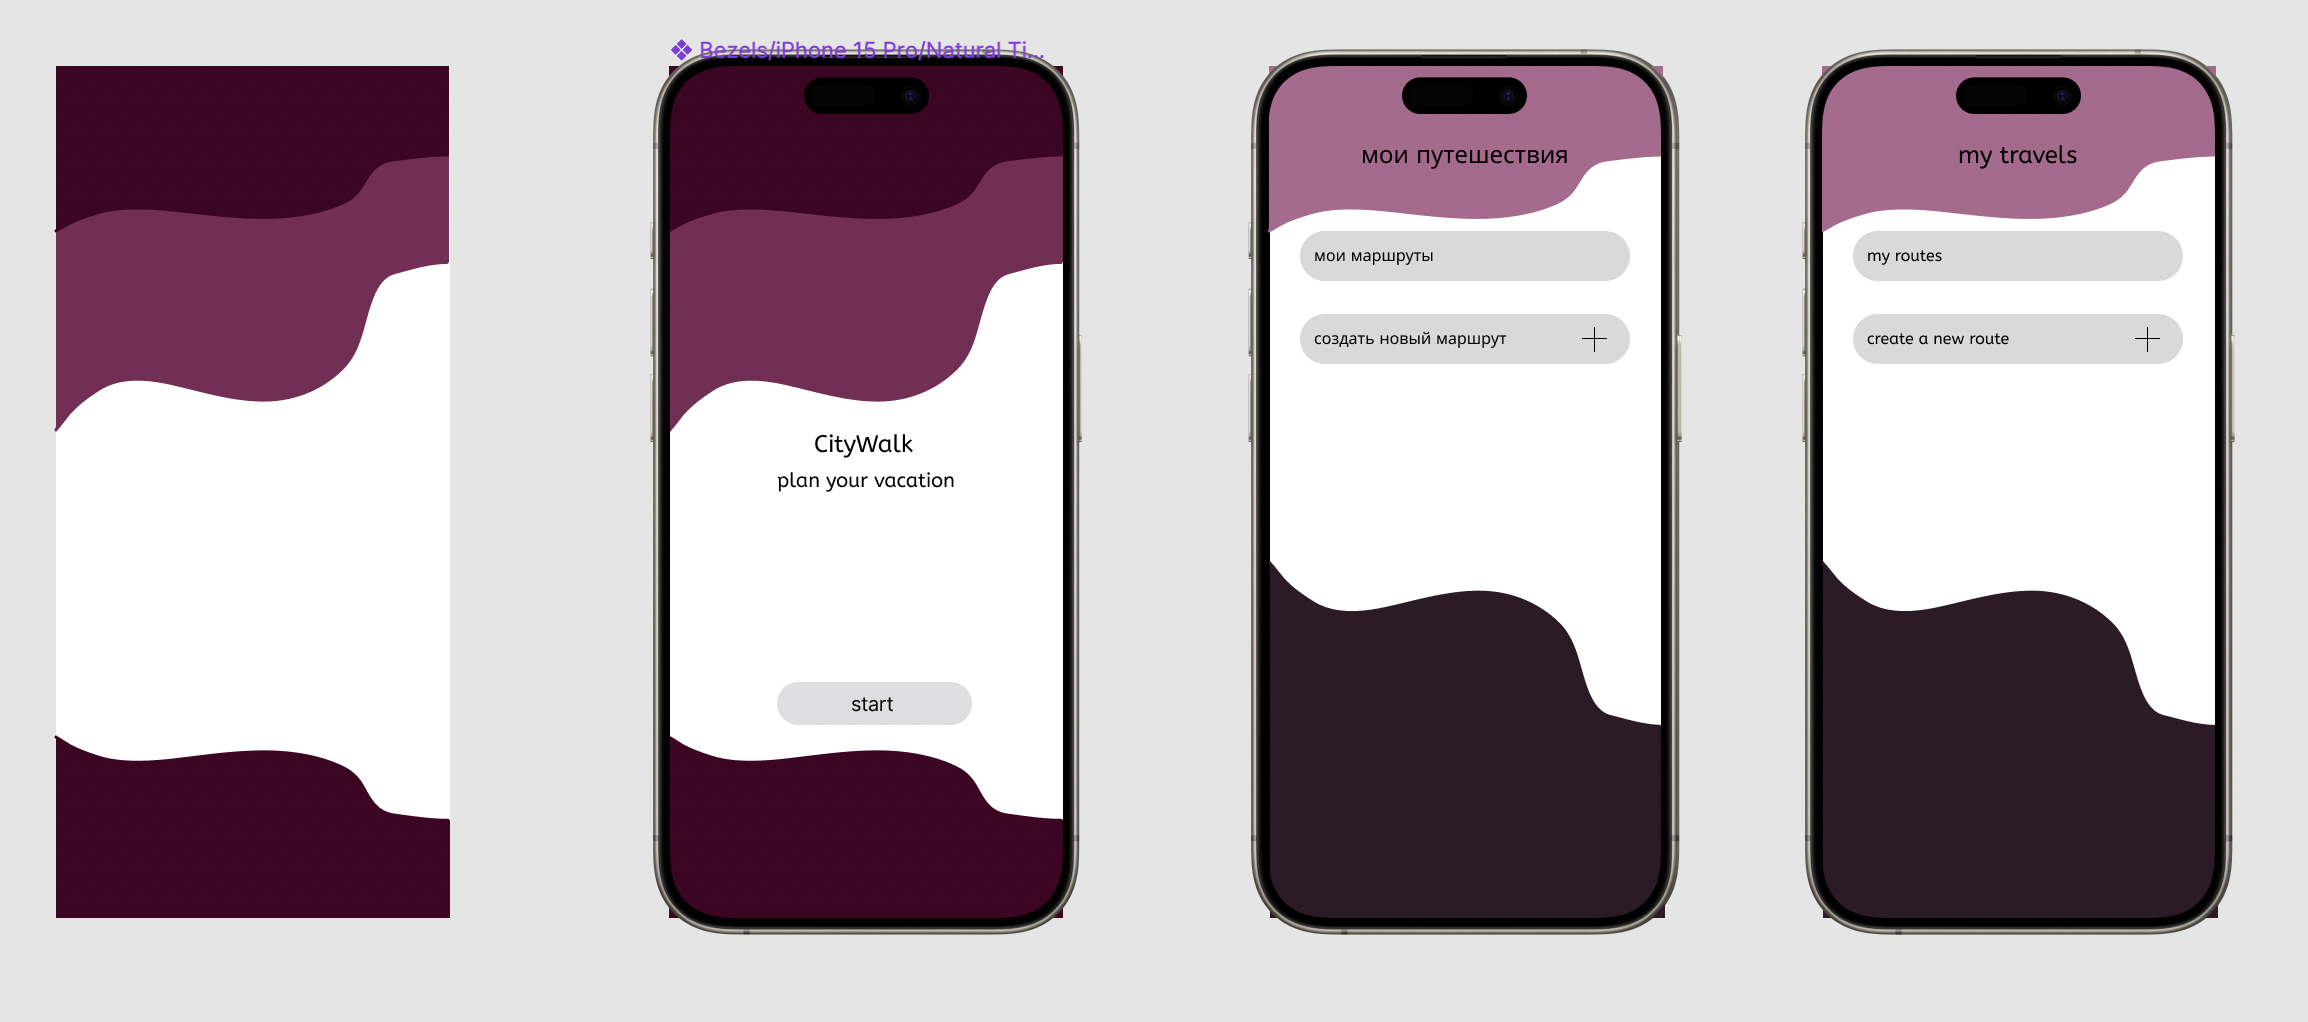 Bezels/iPhone 15 Pro/Natural Ti...
CityWalk
plan your vacation
start
мои путешествия
мои маршруты
создать новый маршрут
my travels
my routes
create a new route